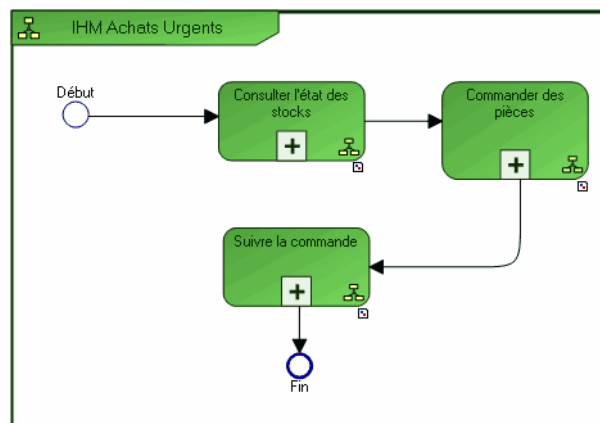 IHM Achats Urgents
Début
Consulter l'état des
stocks
Commander des
pièces
Suivre la commande
Fin